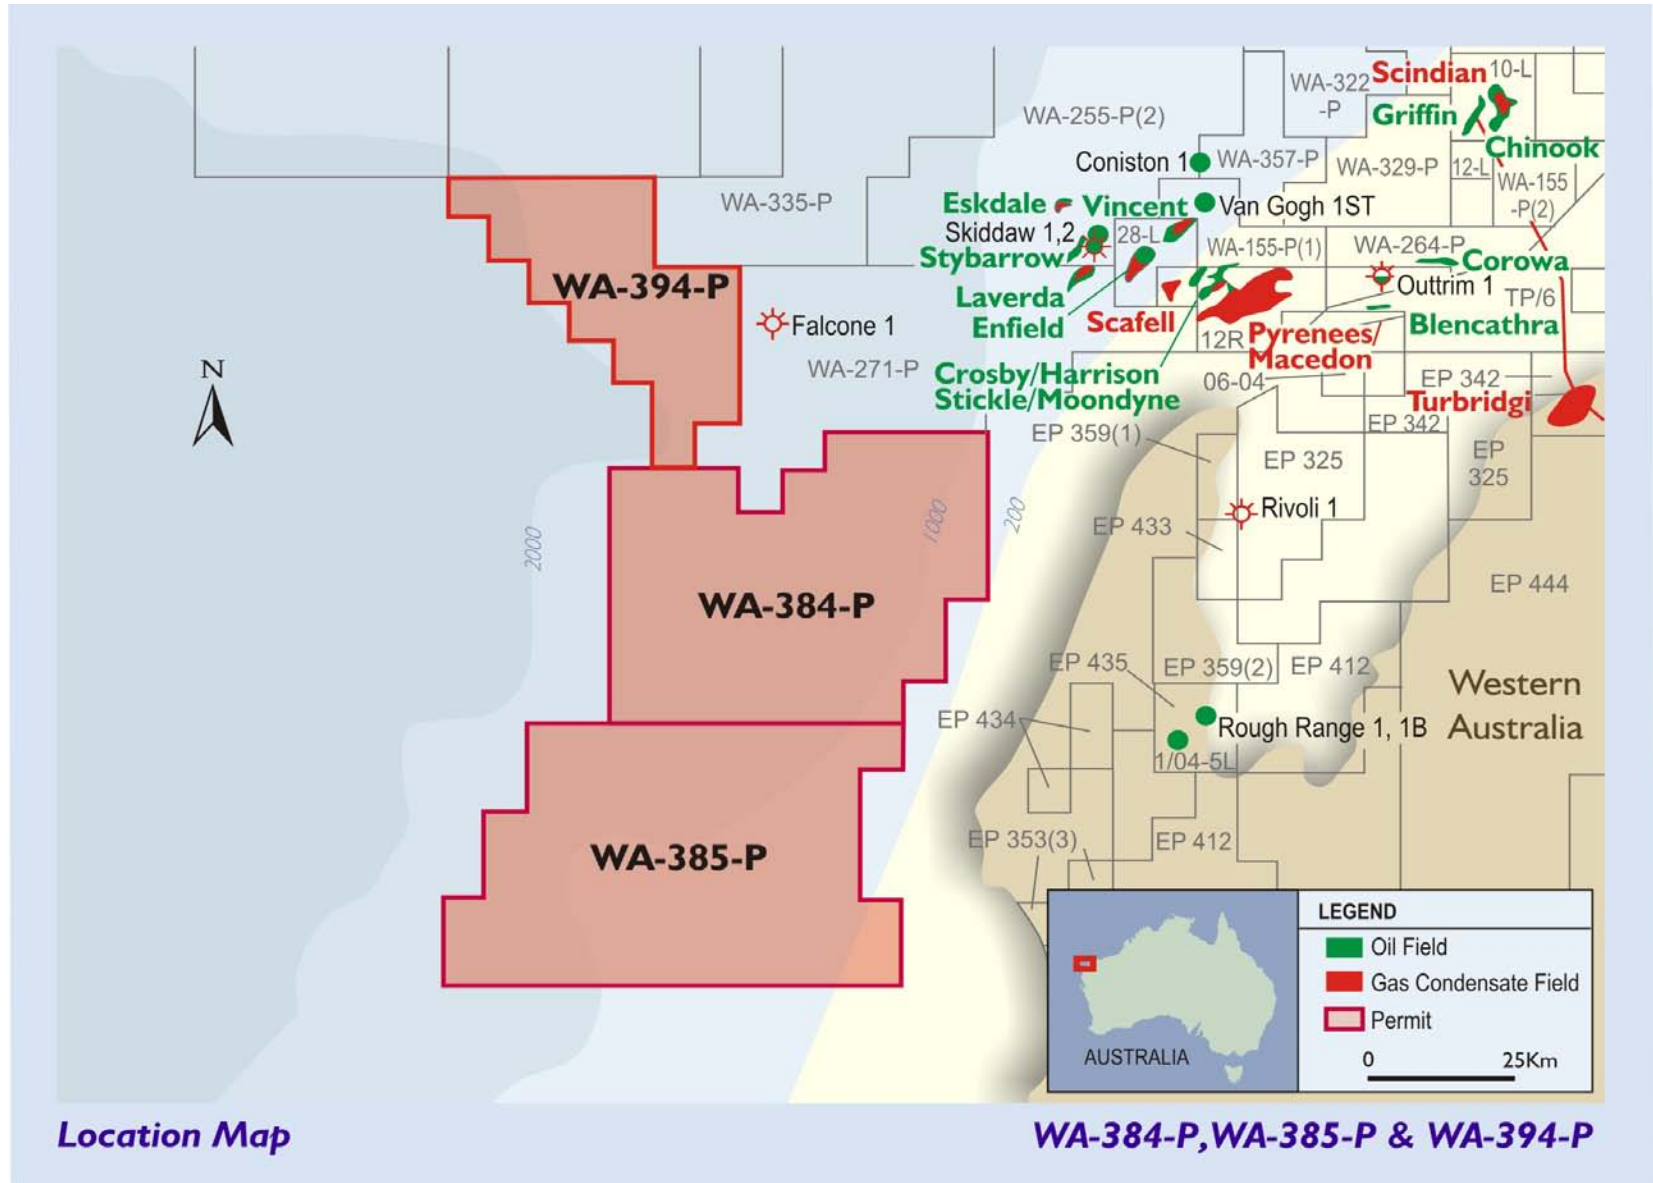 WA-322
-P
Scindian
10-L
Griffin
WA-255-P(2)
Chinook
Coniston 1
WA-357-P
WA-329-P
12-L
WA-155
-P(2)
WA-335-P
Eskdale
Vincent
Van Gogh 1ST
Skiddaw 1,2
28-L
WA-155-P(1)
WA-264-P
Stybarrow
Corowa
WA-394-P
Outtrim 1
TP/6
Laverda
Enfield
Scafell
Falcone 1
Blencathra
12R
Pyrenees/
Macedon
WA-271-P
N
Crosby/Harrison
Stickle/Moondyne
06-04
EP 342
Turbridgi
EP 342
EP 359(1)
EP 325
EP
325
Rivoli 1
2000
1000
200
EP 433
EP 444
WA-384-P
EP 435
EP 359(2)
EP 412
Western
Australia
EP 434
Rough Range 1, 1B
1/04-5L
EP 353(3)
EP 412
WA-385-P
LEGEND
Oil Field
Gas Condensate Field
Permit
0 25Km
AUSTRALIA
Location Map
WA-384-P, WA-385-P & WA-394-P